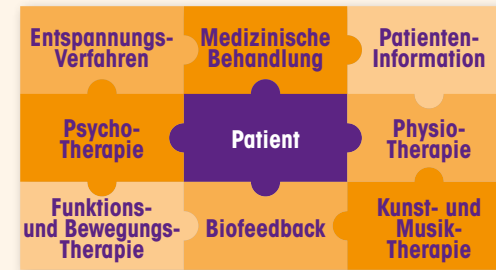 Entspannungs-
Verfahren
Medizinische
Behandlung
Patienten-
Information
Psycho-
Therapie
Patient
Physio-
Therapie
Funktions-
und Bewegungs-
Therapie
Biofeedback
Kunst- und
Musik-
Therapie